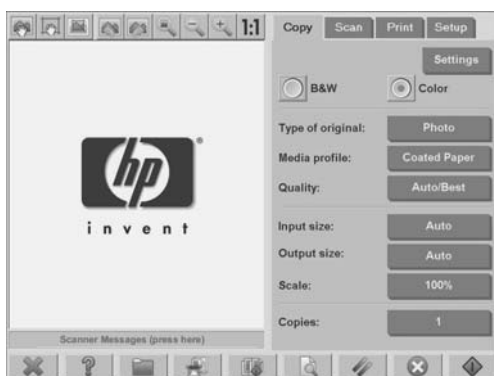 1:1
Copy Scan Print Setup
Settings
B&W Color
Type of original: Photo
Media profile: Coated Paper
Quality: Auto/Best
hp
invent
Input size: Auto
Output size: Auto
Scale: 100%
Copies: 1
Scanner Messages (press here)